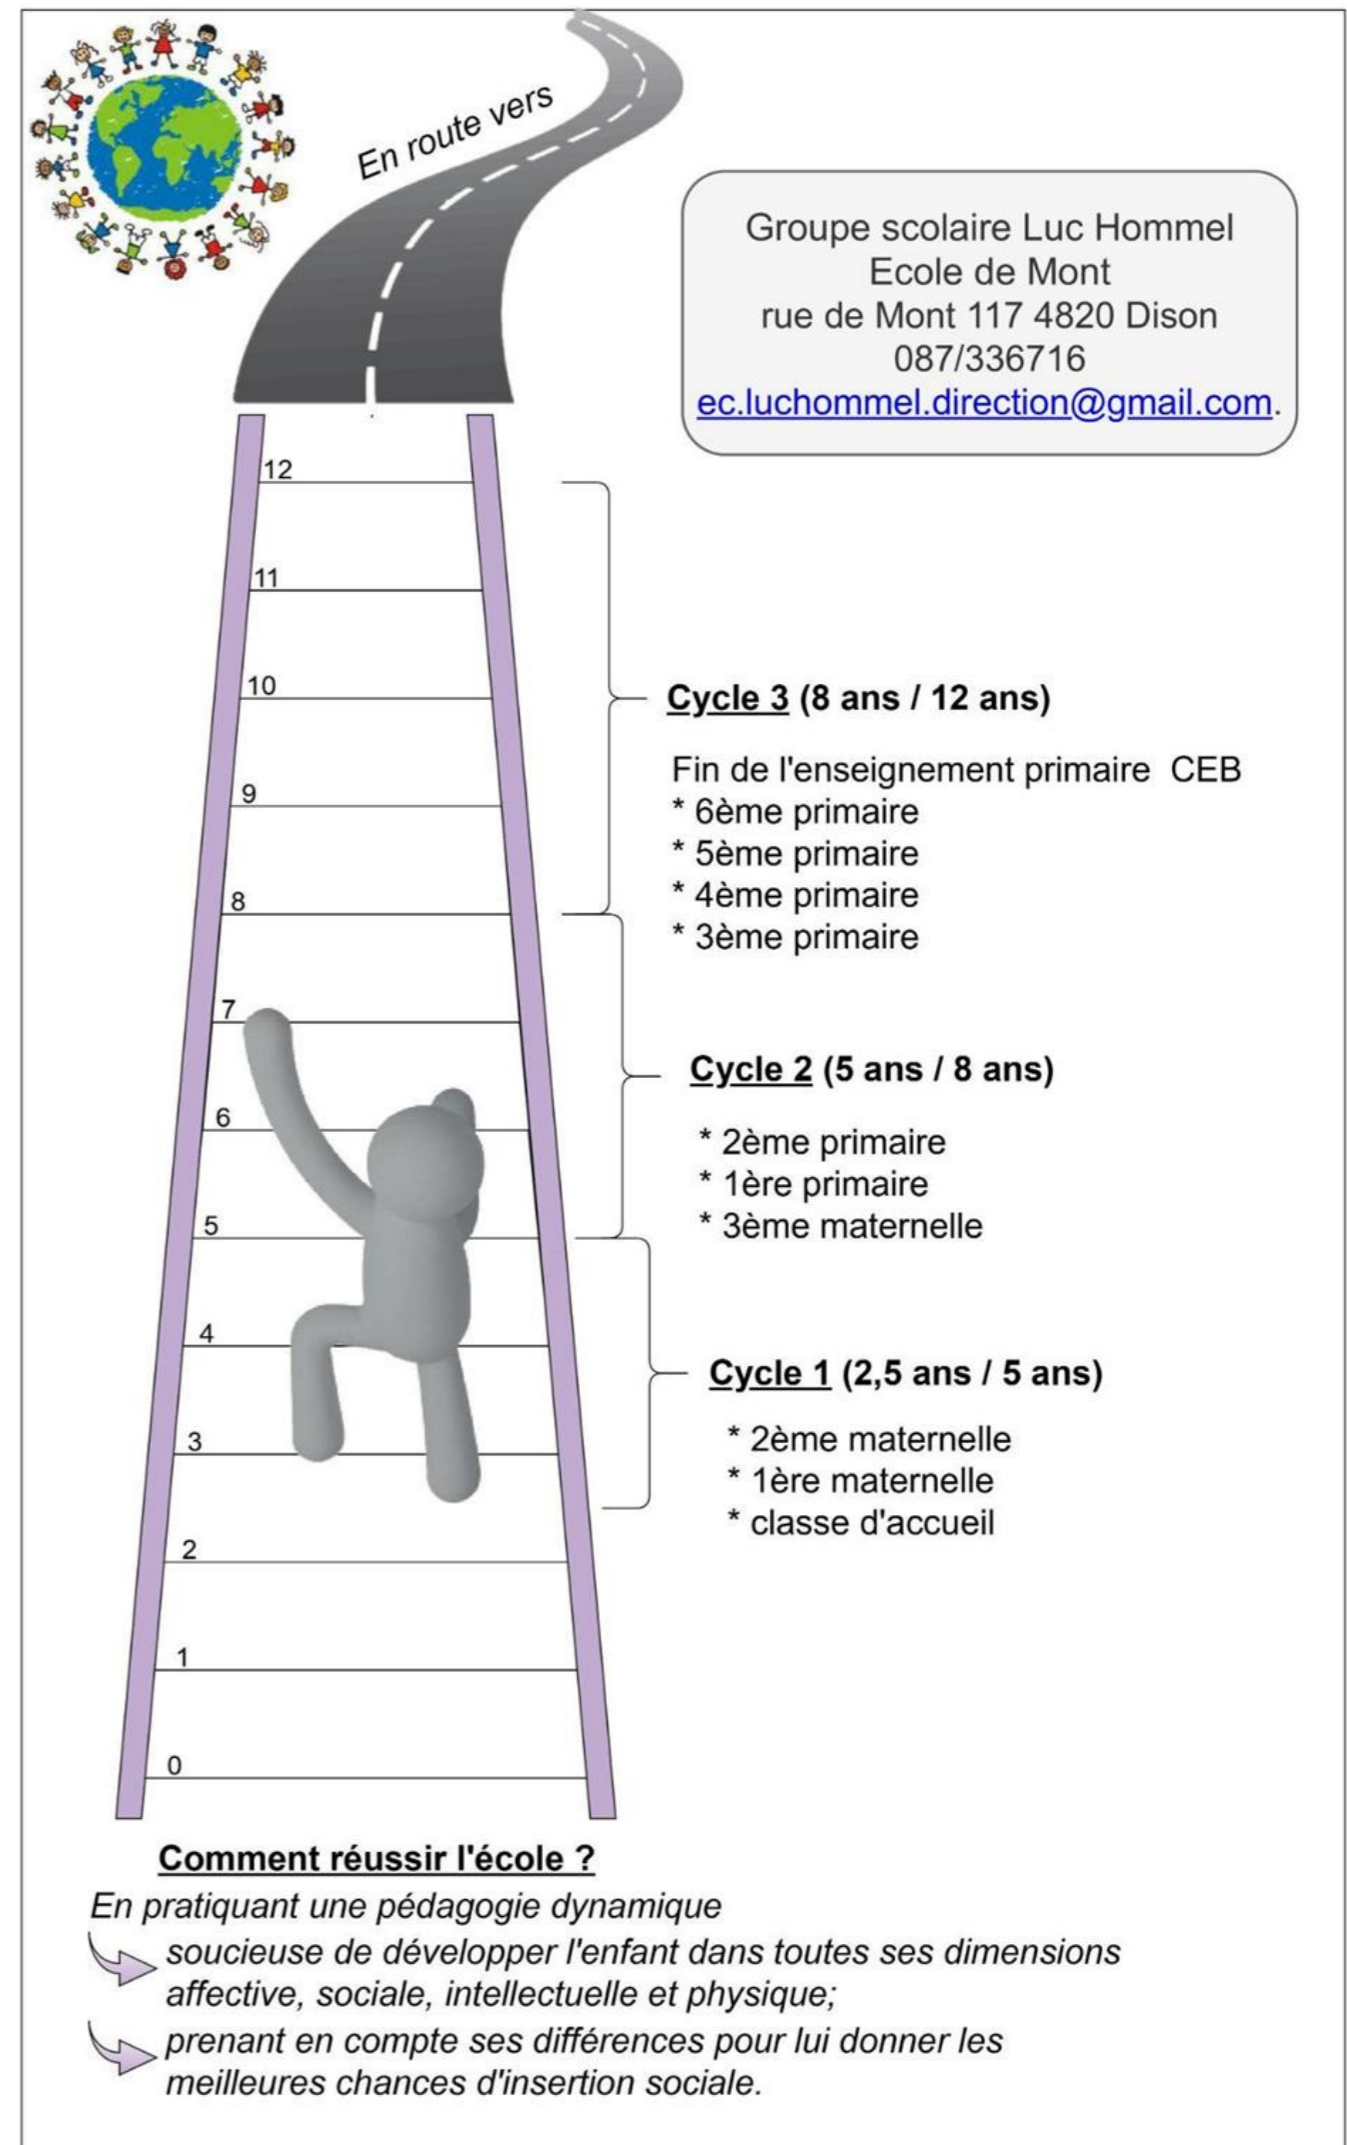 En route vers
Groupe scolaire Luc Hommel
Ecole de Mont
rue de Mont 117 4820 Dison
087/336716
ec.luchommel.direction@gmail.com.
12
11
10
9
8
7
6
5
4
3
2
1
0
Cycle 3 (8 ans / 12 ans)
Fin de l'enseignement primaire  CEB
* 6ème primaire
* 5ème primaire
* 4ème primaire
* 3ème primaire
Cycle 2 (5 ans / 8 ans)
* 2ème primaire
* 1ère primaire
* 3ème maternelle
Cycle 1 (2,5 ans / 5 ans)
* 2ème maternelle
* 1ère maternelle
* classe d'accueil
Comment réussir l'école ?
En pratiquant une pédagogie dynamique
soucieuse de développer l'enfant dans toutes ses dimensions
affective, sociale, intellectuelle et physique;
prenant en compte ses différences pour lui donner les
meilleures chances d'insertion sociale.